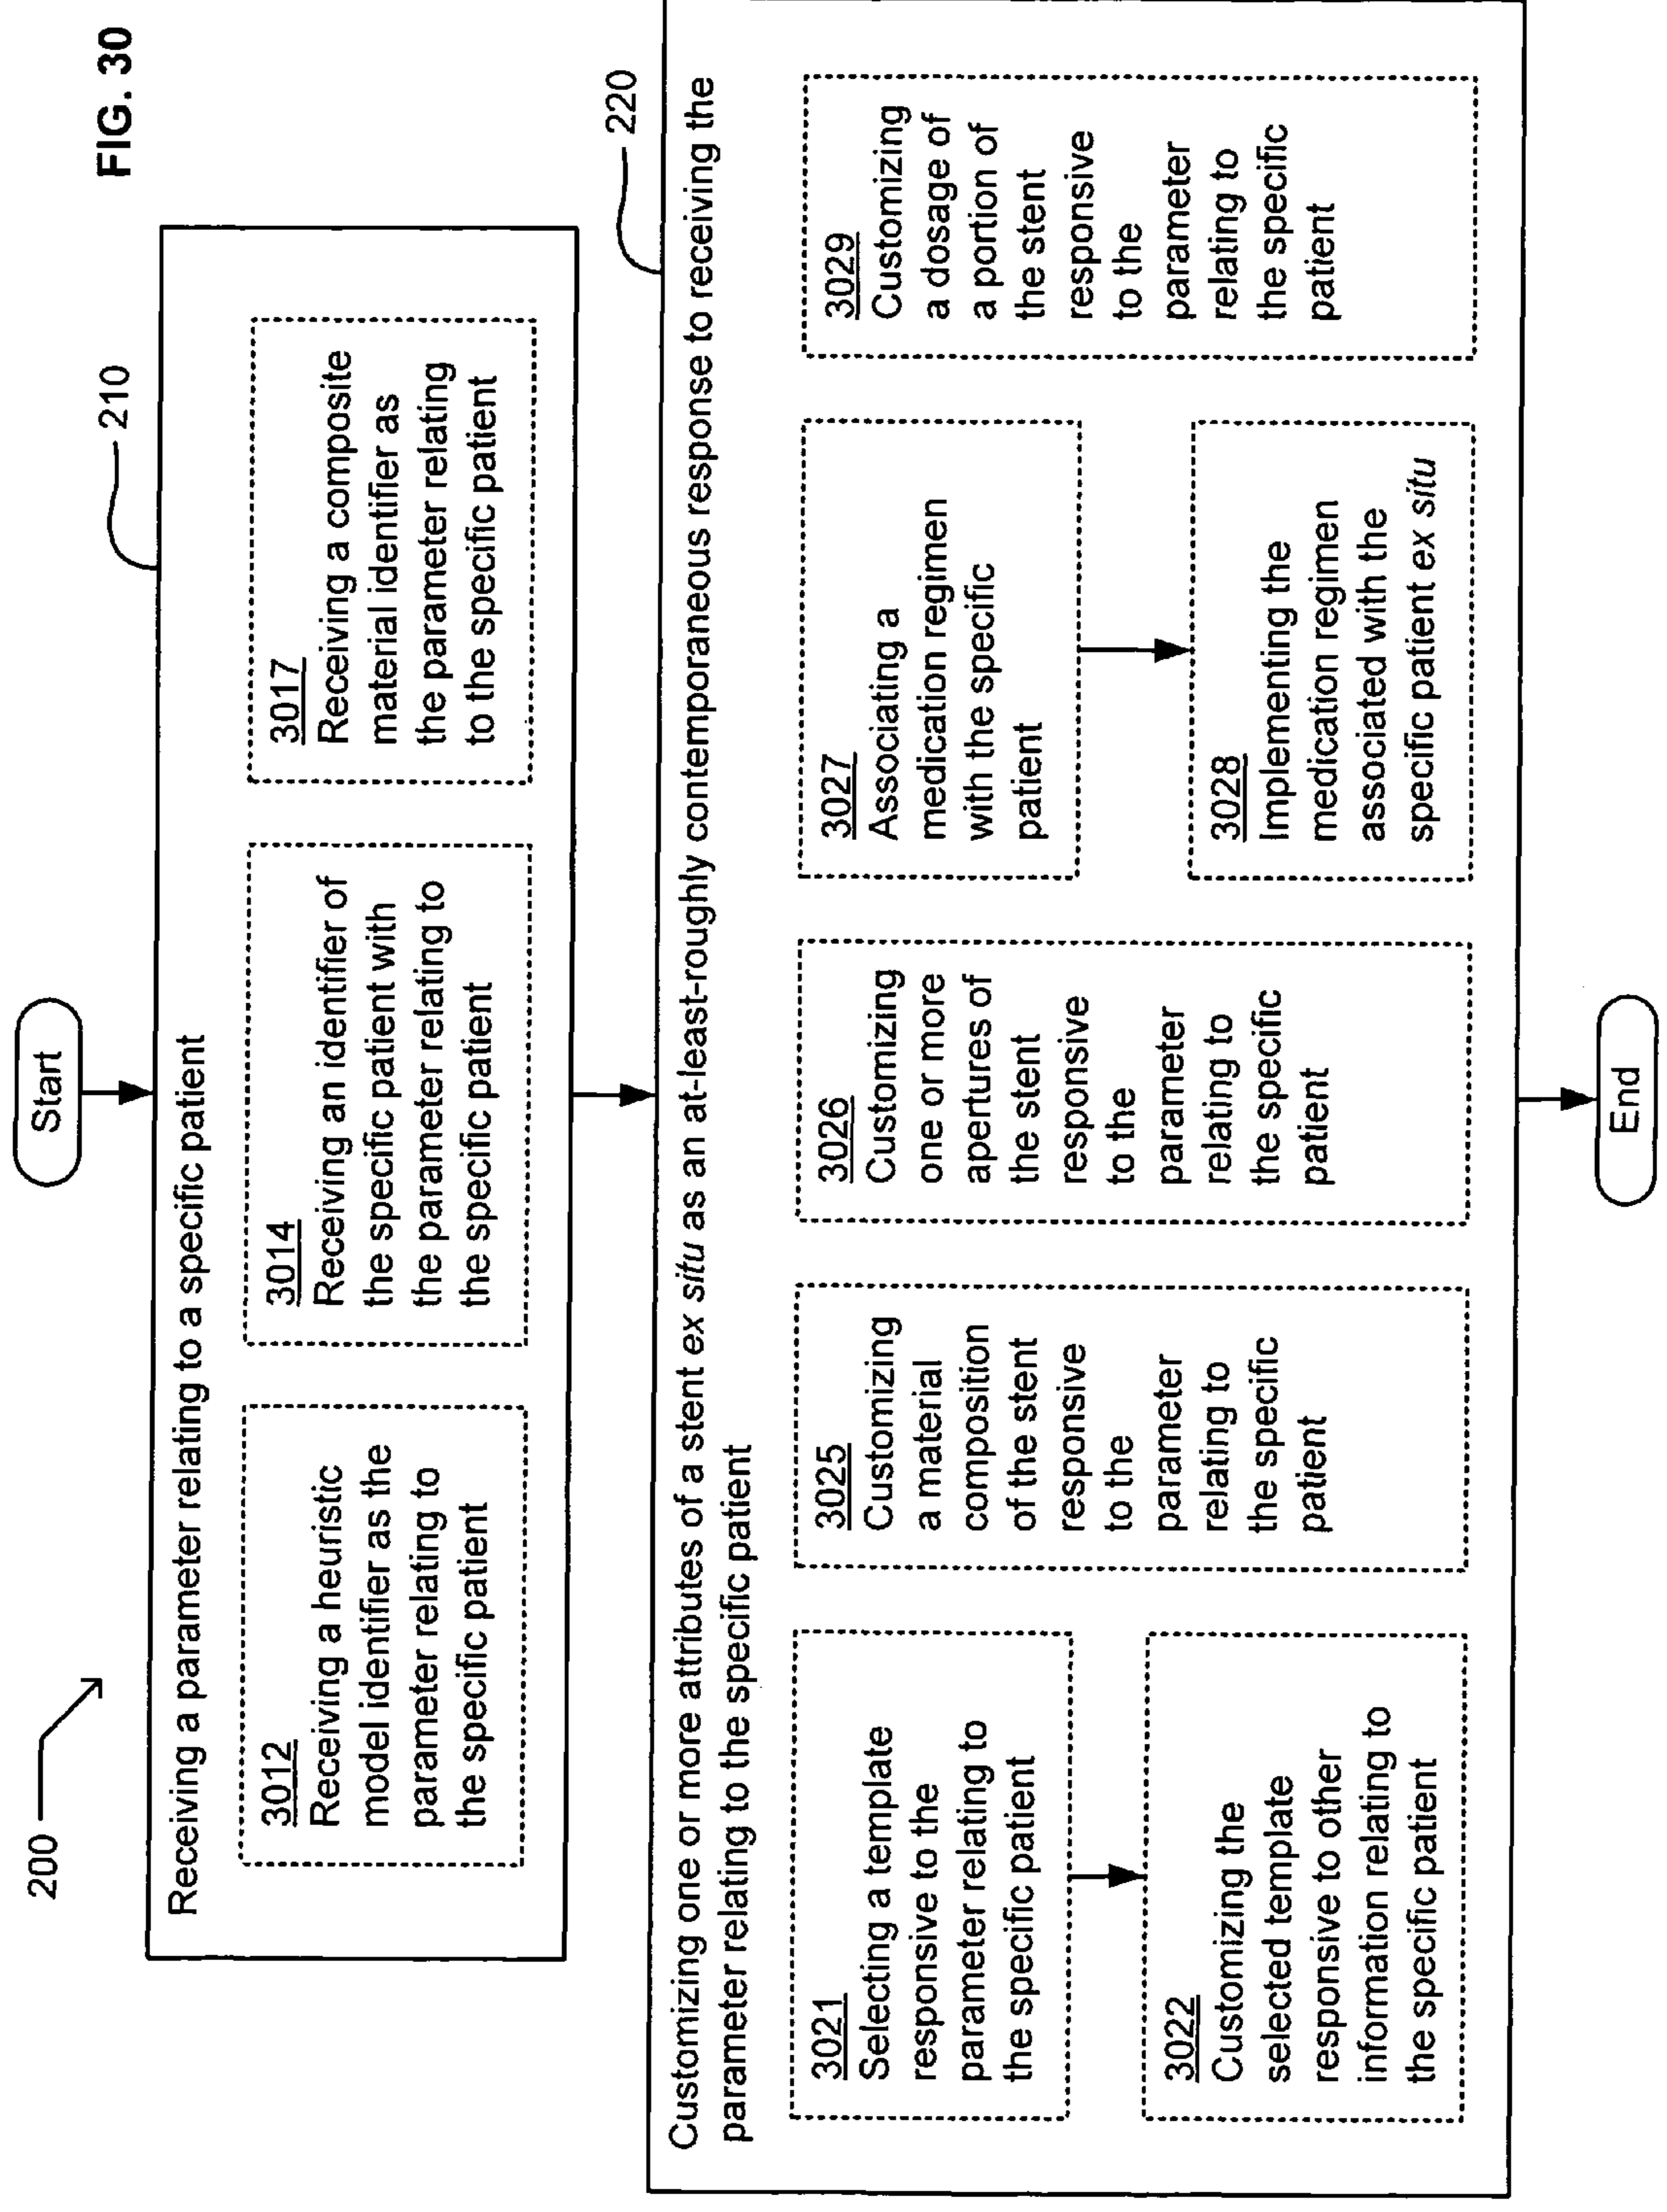 FIG. 30
200
Start
210
Receiving a parameter relating to a specific patient
3012
Receiving a heuristic
model identifier as the
parameter relating to
the specific patient
3014
Receiving an identifier of
the specific patient with
the parameter relating to
the specific patient
3017
Receiving a composite
material identifier as
the parameter relating
to the specific patient
220
Customizing one or more attributes of a stent ex situ as an at-least-roughly contemporaneous response to receiving the
parameter relating to the specific patient
3021
Selecting a template
responsive to the
parameter relating to
the specific patient
3022
Customizing the
selected template
responsive to other
information relating to
the specific patient
3025
Customizing
a material
composition
of the stent
responsive
to the
parameter
relating to
the specific
patient
3026
Customizing
one or more
apertures of
the stent
responsive
to the
parameter
relating to
the specific
patient
3027
Associating a
medication regimen
with the specific
patient
3028
Implementing the
medication regimen
associated with the
specific patient ex situ
3029
Customizing
a dosage of
a portion of
the stent
responsive
to the
parameter
relating to
the specific
patient
End